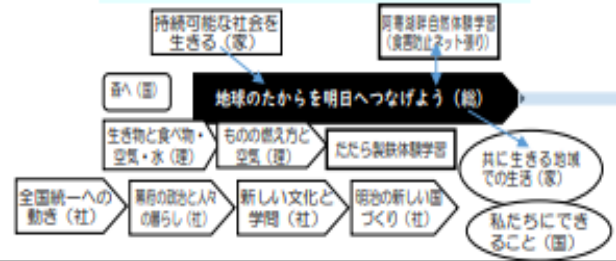 持続可能な社会を
生きる（家）
阿寒湖畔自然体験学習
（食害防止ネット張り）
森へ（国）
地球のたからを明日へつなげよう（総）
生き物と食べ物・
空気・水（理）
ものの燃え方と
空気（理）
たたら製鉄体験学習
共に生きる地域
での生活（家）
全国統一への
動き（社）
幕府の政治と人々
の暮らし（社）
新しい文化と
学問（社）
明治の新しい国
づくり（社）
私たちにでき
ること（国）